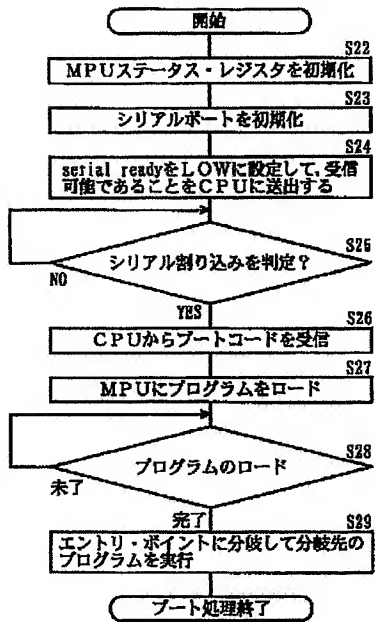 開始
S22
MPUステータス・レジスタを初期化
S23
シリアルポートを初期化
S24
serial readyをLOWに設定して,受信
可能であることをCPUに送出する
S25
シリアル割り込みを判定?
NO
YES
S26
CPUからブートコードを受信
S27
MPUにプログラムをロード
S28
プログラムのロード
未了
完了
S29
エントリ・ポイントに分岐して分岐先の
プログラムを実行
ブート処理終了